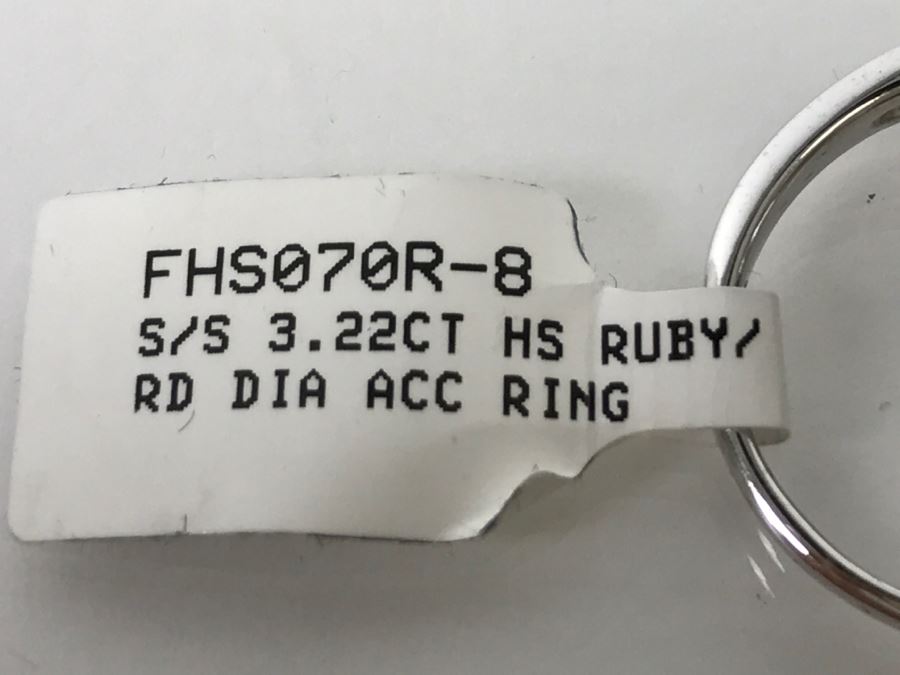 FHS070R-8
S/S 3.22CT HS RUBY/
RD DIA ACC RING